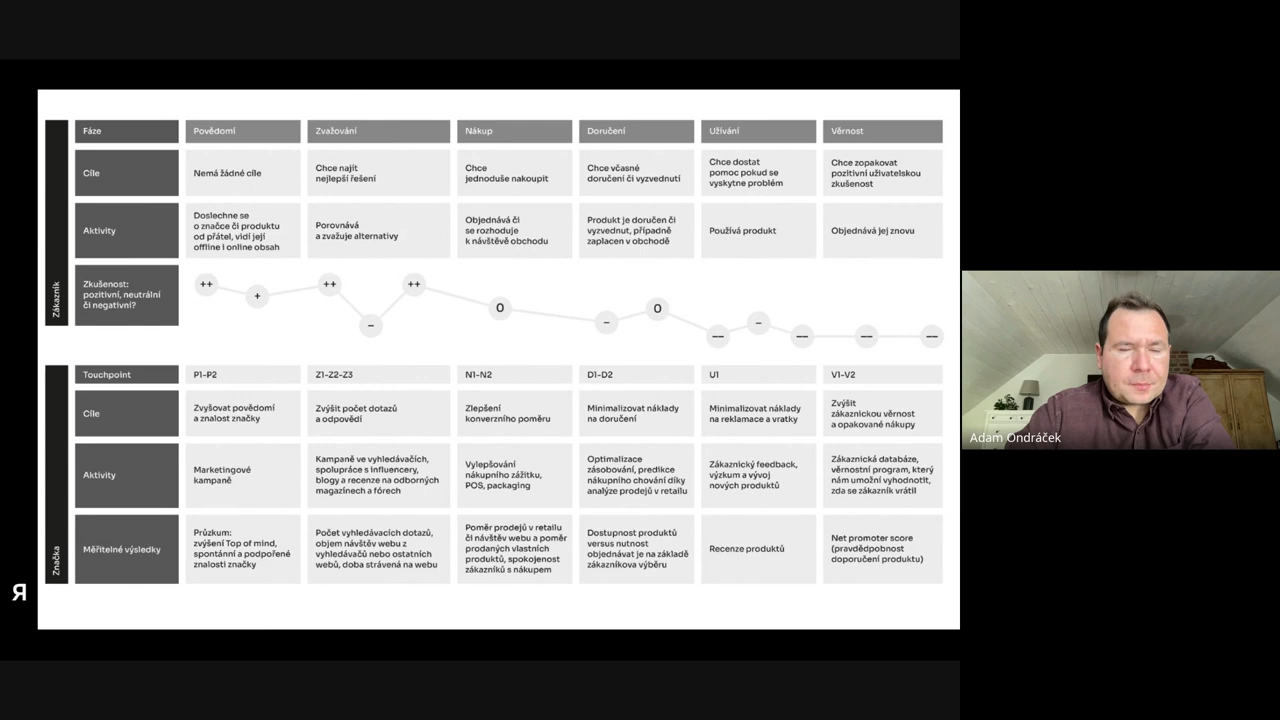 Fáze
Povědomí
Zvažování
Nákup
Doručení
Užívání
Věrnost
Zákazník
Cíle
Nemá žádné cíle
Chce najít
nejlepší řešení
Chce
jednoduše nakoupit
Chce včasné
doručení či vyzvednutí
Chce dostat
pomoc pokud se
vyskytne problém
Chce zopakovat
pozitivní uživatelskou
zkušenost
Aktivity
Doslechne se
o značce či produktu
od přátel, vidí její
offline i online obsah
Porovnává
a zvažuje alternativy
Objednává či
se rozhoduje
k návštěvě obchodu
Produkt je doručen či
vyzvednut, případně
zaplacen v obchodě
Používá produkt
Objedná jej znovu
Zkušenost:
pozitivní, neutrální
či negativní?
++
+
++
–
++
0
–
0
––
–
––
––
––
Značka
Touchpoint
P1-P2
Z1-Z2-Z3
N1-N2
D1-D2
U1
V1-V2
Cíle
Zvyšovat povědomí
a znalost značky
Zvýšit počet dotazů
a odpovědí
Zlepšení
konverzního poměru
Minimalizovat náklady
na doručení
Minimalizovat náklady
na reklamace a vratky
Zvýšit
zákaznickou věrnost
a opakované nákupy
Aktivity
Marketingové
kampaně
Kampaně ve vyhledávačích,
spolupráce s influencery,
blogy a recenze na odborných
magazínech a fórech
Vylepšování
nákupního zážitku,
POS, packaging
Optimalizace
zásobování, predikce
nákupního chování díky
analýze prodejů v retailu
Zákaznický feedback,
výzkum a vývoj
nových produktů
Zákaznická databáze,
věrnostní program, který
nám umožní vyhodnotit,
zda se zákazník vrátil
Měřitelné výsledky
Průzkum:
zvýšení Top of mind,
spontánní a podpořené
znalosti značky
Počet vyhledávacích dotazů,
objem návštěv webu z
vyhledávačů nebo ostatních
webů, doba strávená na webu
Poměr prodejů v retailu
či návštěv webu a poměr
prodaných vlastních
produktů, spokojenost
zákazníků s nákupem
Dostupnost produktů
versus nutnost
objednávat je na základě
zákazníkova výběru
Recenze produktů
Net promoter score
(pravděpodobnost
doporučení produktu)
Я
Adam Ondráček